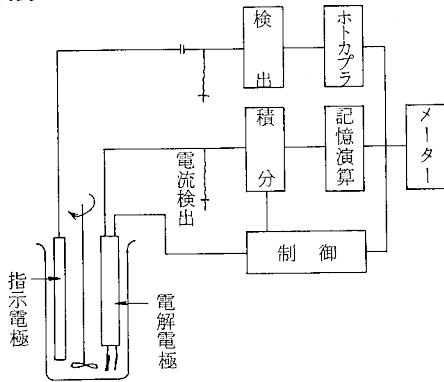 検出
ホトカプラ
積分
記憶演算
メーター
電流検出
制御
指示電極
電解電極